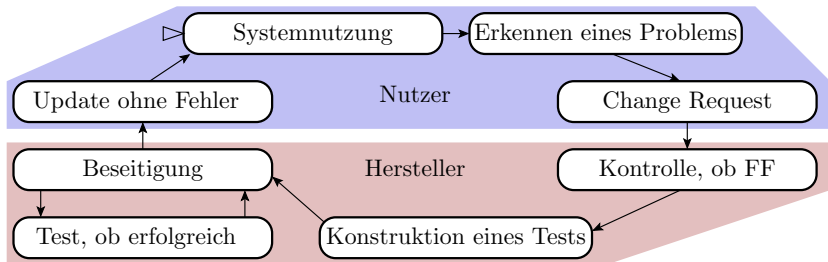 Systemnutzung
Erkennen eines Problems
Update ohne Fehler
Nutzer
Change Request
Beseitigung
Hersteller
Kontrolle, ob FF
Test, ob erfolgreich
Konstruktion eines Tests